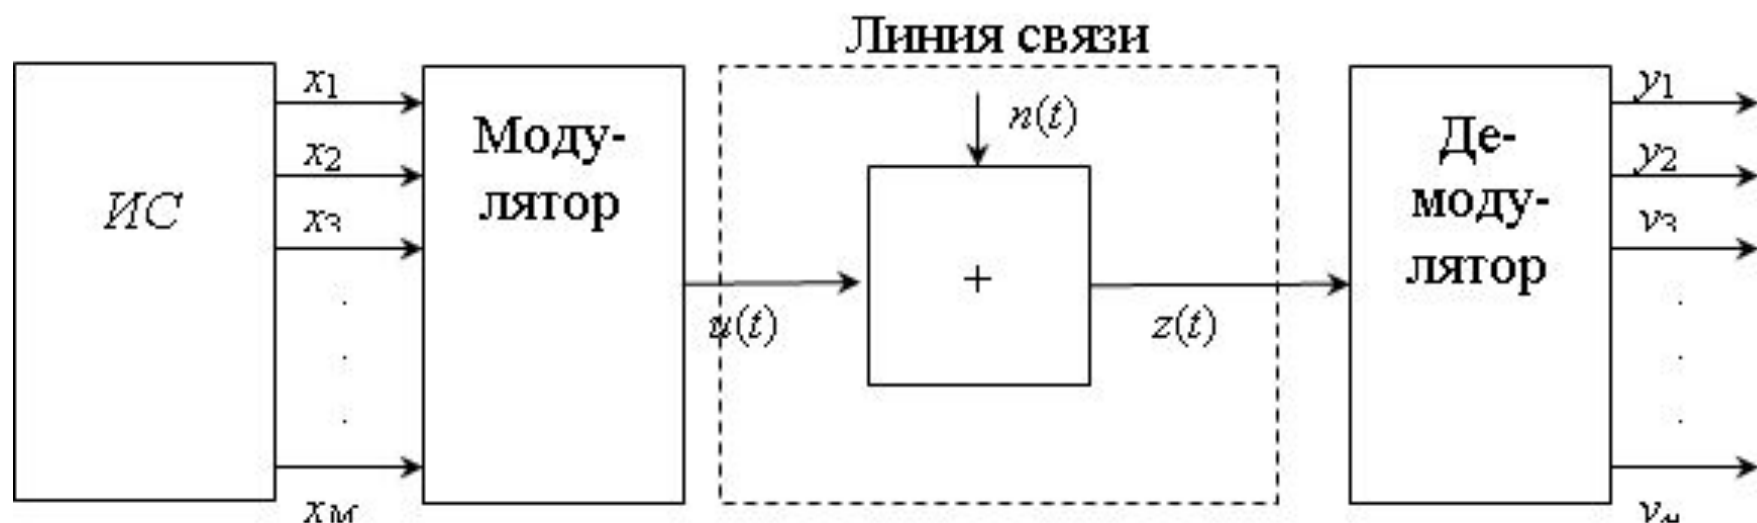 Линия связи
ИС
x1
x2
x3
.
.
.
xM
Моду-
лятор
u(t)
n(t)
+
z(t)
Де-
моду-
лятор
y1
y2
y3
.
.
.